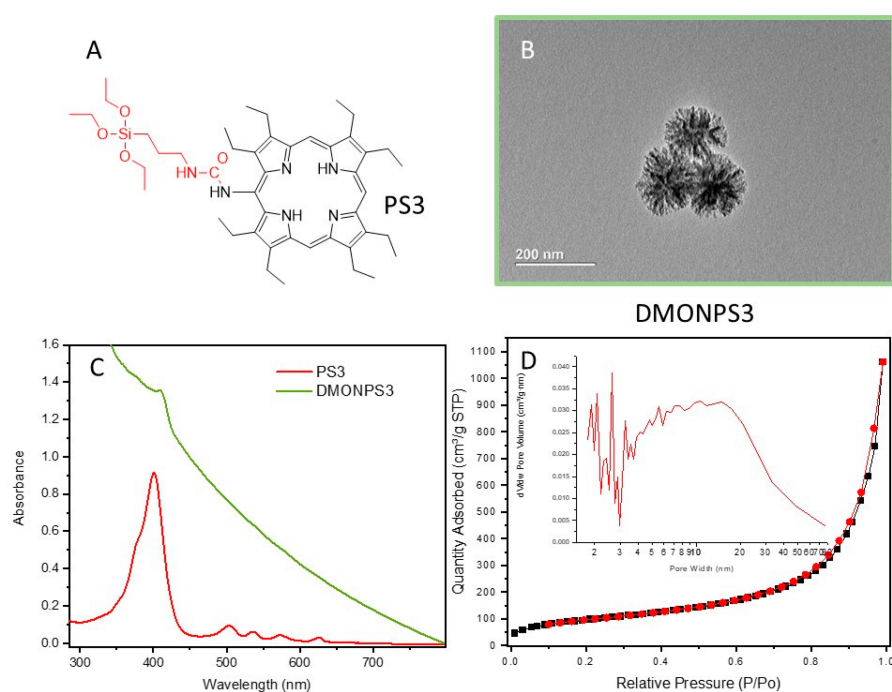 A
O
O
Si
O
O
NH
C
HN
N
HN
NH
N
PS3
B
200 nm
DMONPS3
C
PS3
DMONPS3
1.6
1.4
1.2
1.0
0.8
0.6
0.4
0.2
0.0
Absorbance
300 400 500 600 700
Wavelength (nm)
D
1100
1000
900
800
700
600
500
400
300
200
100
0
Quantity Adsorbed (cm³/g STP)
0.0 0.2 0.4 0.6 0.8 1.0
Relative Pressure (P/Po)
0.040
0.035
0.030
0.025
0.020
0.015
0.010
0.005
0.000
Pore Volume (cm³/g·nm)
2 3 4 5 6 7 8 9 10 20 30 40 50
Pore Width (nm)